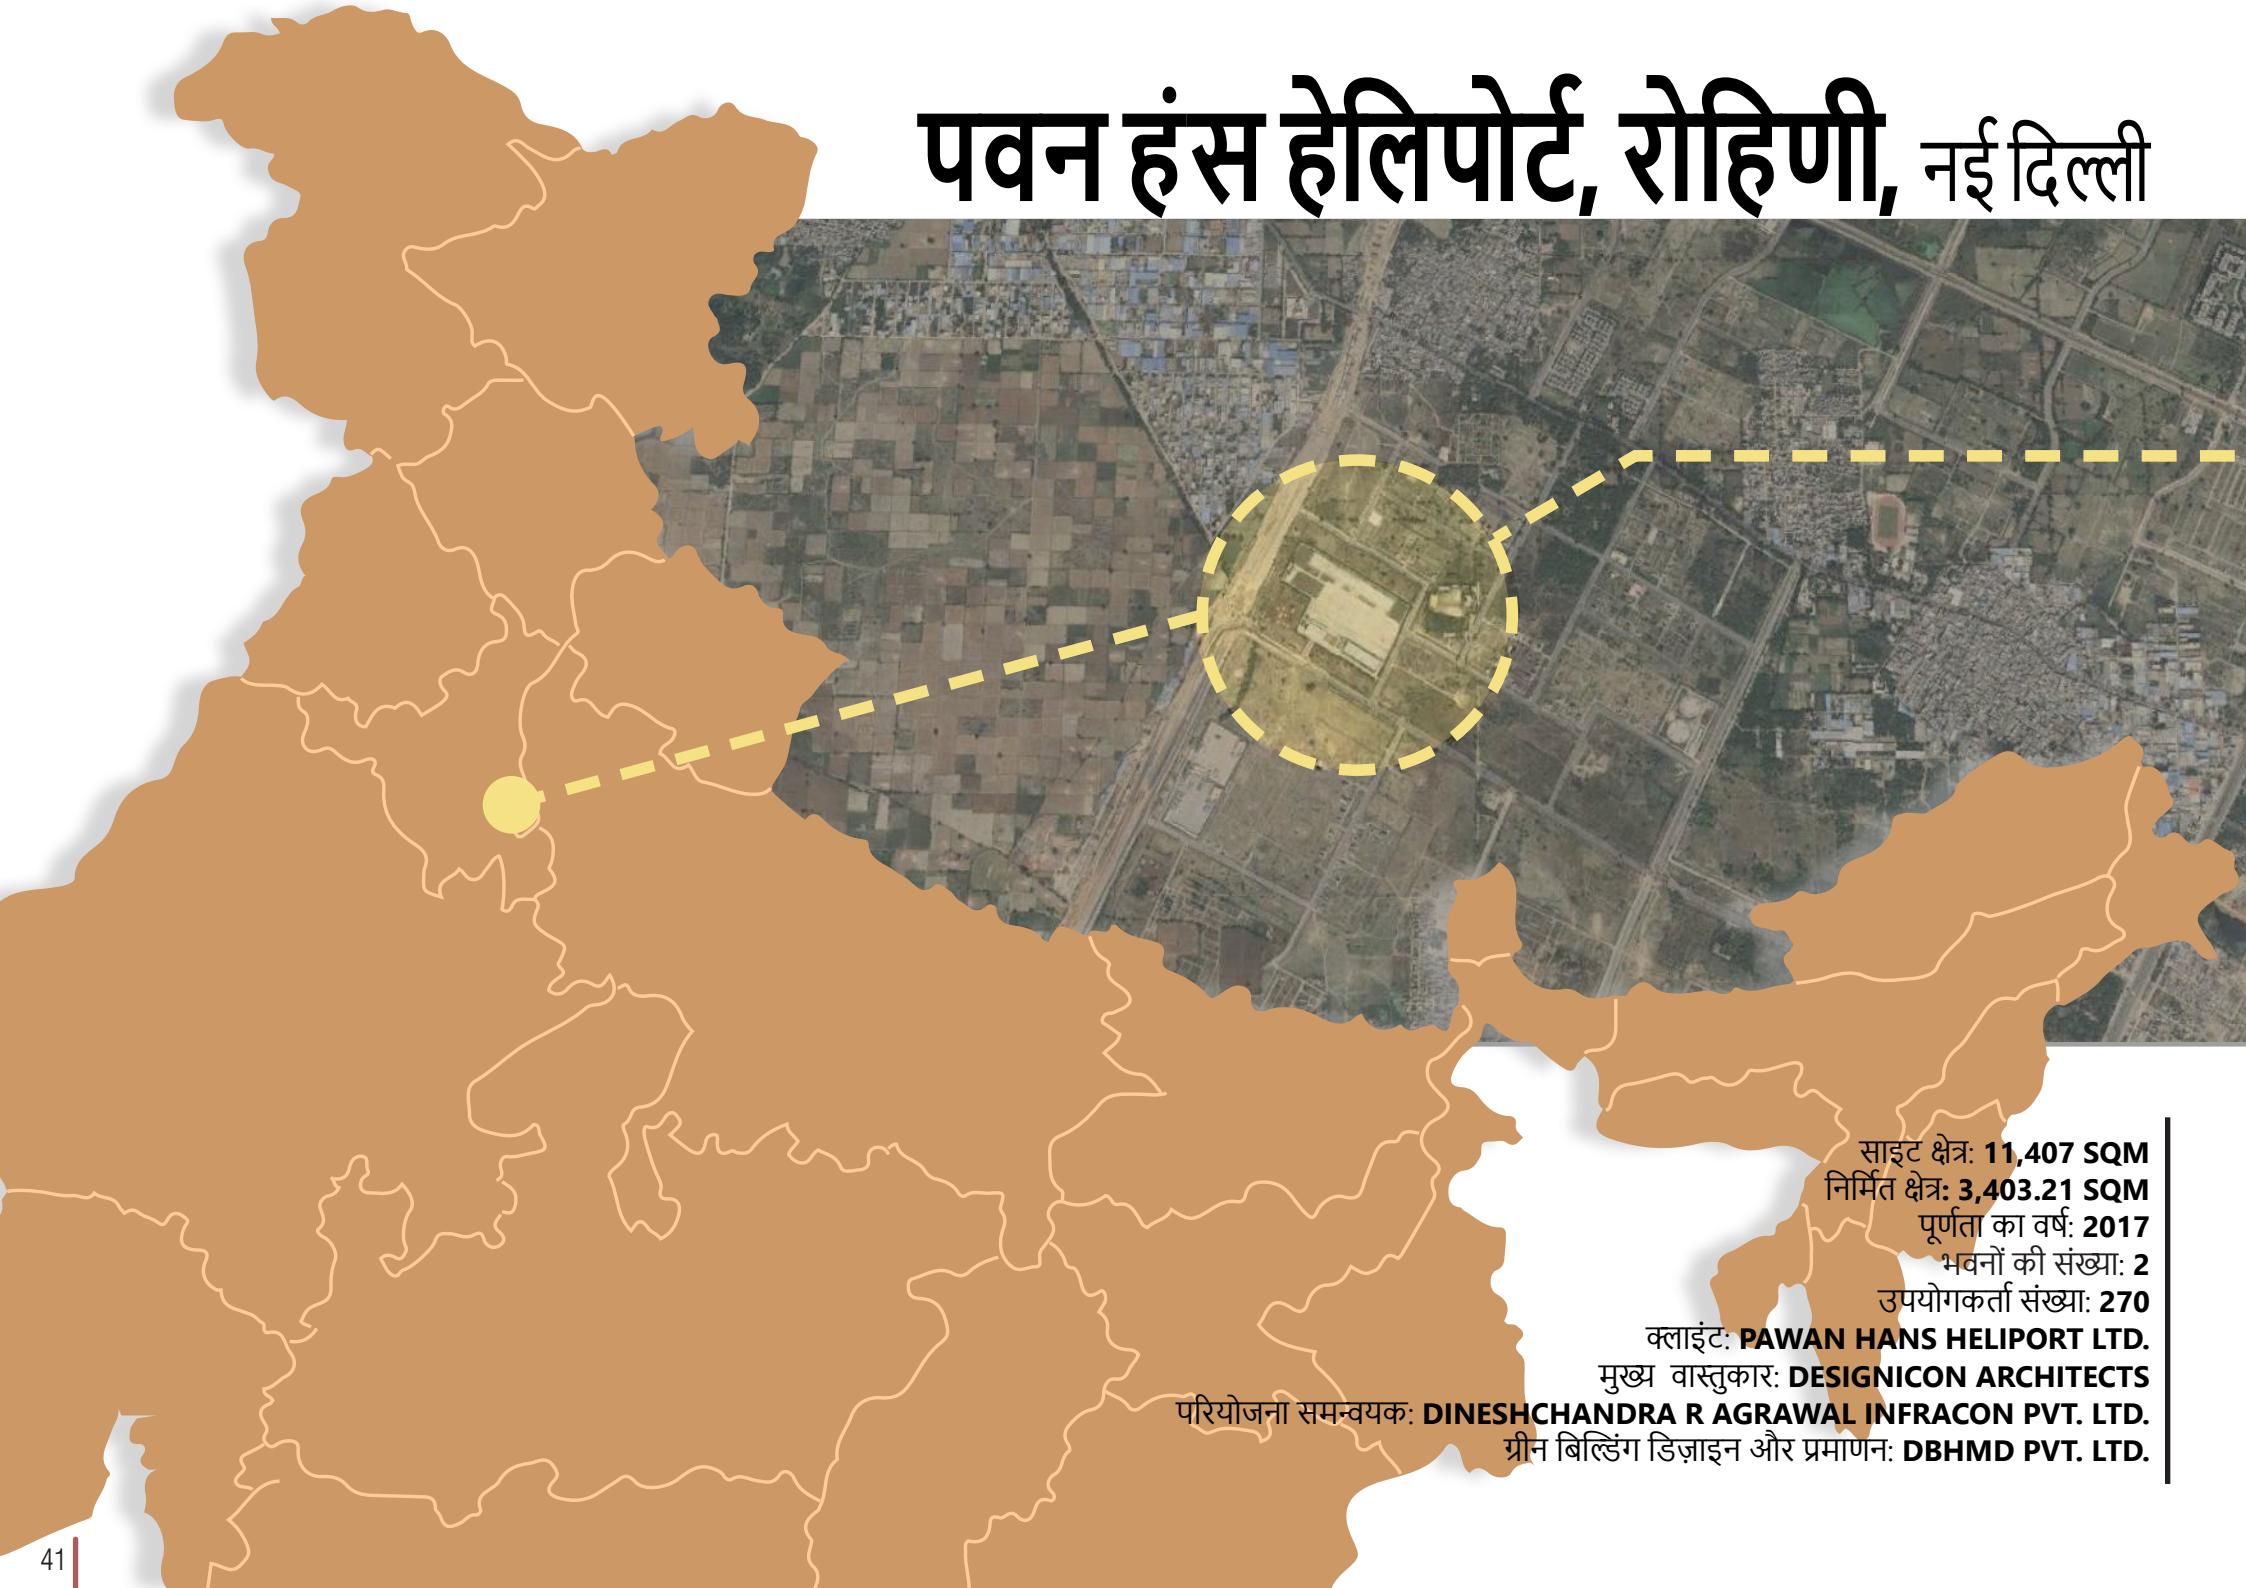 पवन हंस हेलिपोर्ट, रोहिणी, नई दिल्ली
साइट क्षेत्र: 11,407 SQM
निर्मित क्षेत्र: 3,403.21 SQM
पूर्णता का वर्ष: 2017
भवनों की संख्या: 2
उपयोगकर्ता संख्या: 270
क्लाइंट: PAWAN HANS HELIPORT LTD.
मुख्य वास्तुकार: DESIGNICON ARCHITECTS
परियोजना समन्वयक: DINESHCHANDRA R AGRAWAL INFRACON PVT. LTD.
ग्रीन बिल्डिंग डिज़ाइन और प्रमाणन: DBHMD PVT. LTD.
41